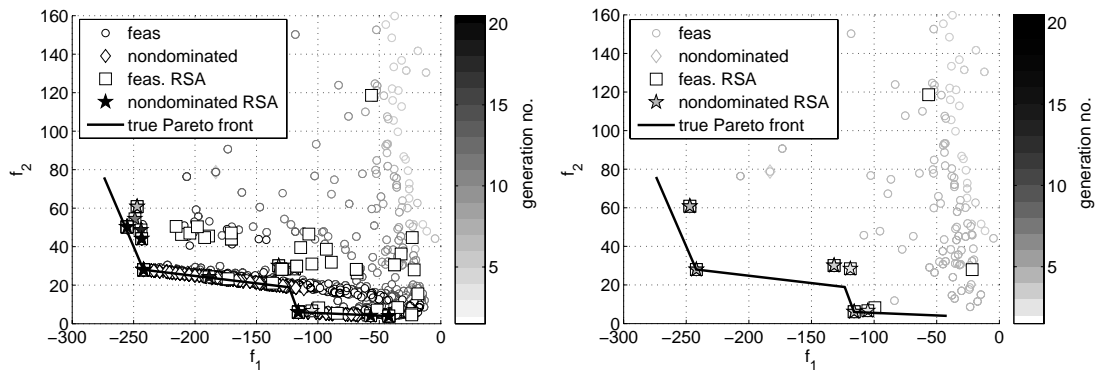 160
140
120
100
80
60
40
20
0
f2
−300 −250 −200 −150 −100 −50 0
f1
feas
nondominated
feas. RSA
nondominated RSA
true Pareto front
20
15
10
5
generation no.
160
140
120
100
80
60
40
20
0
f2
−300 −250 −200 −150 −100 −50 0
f1
feas
nondominated
feas. RSA
nondominated RSA
true Pareto front
20
15
10
5
generation no.